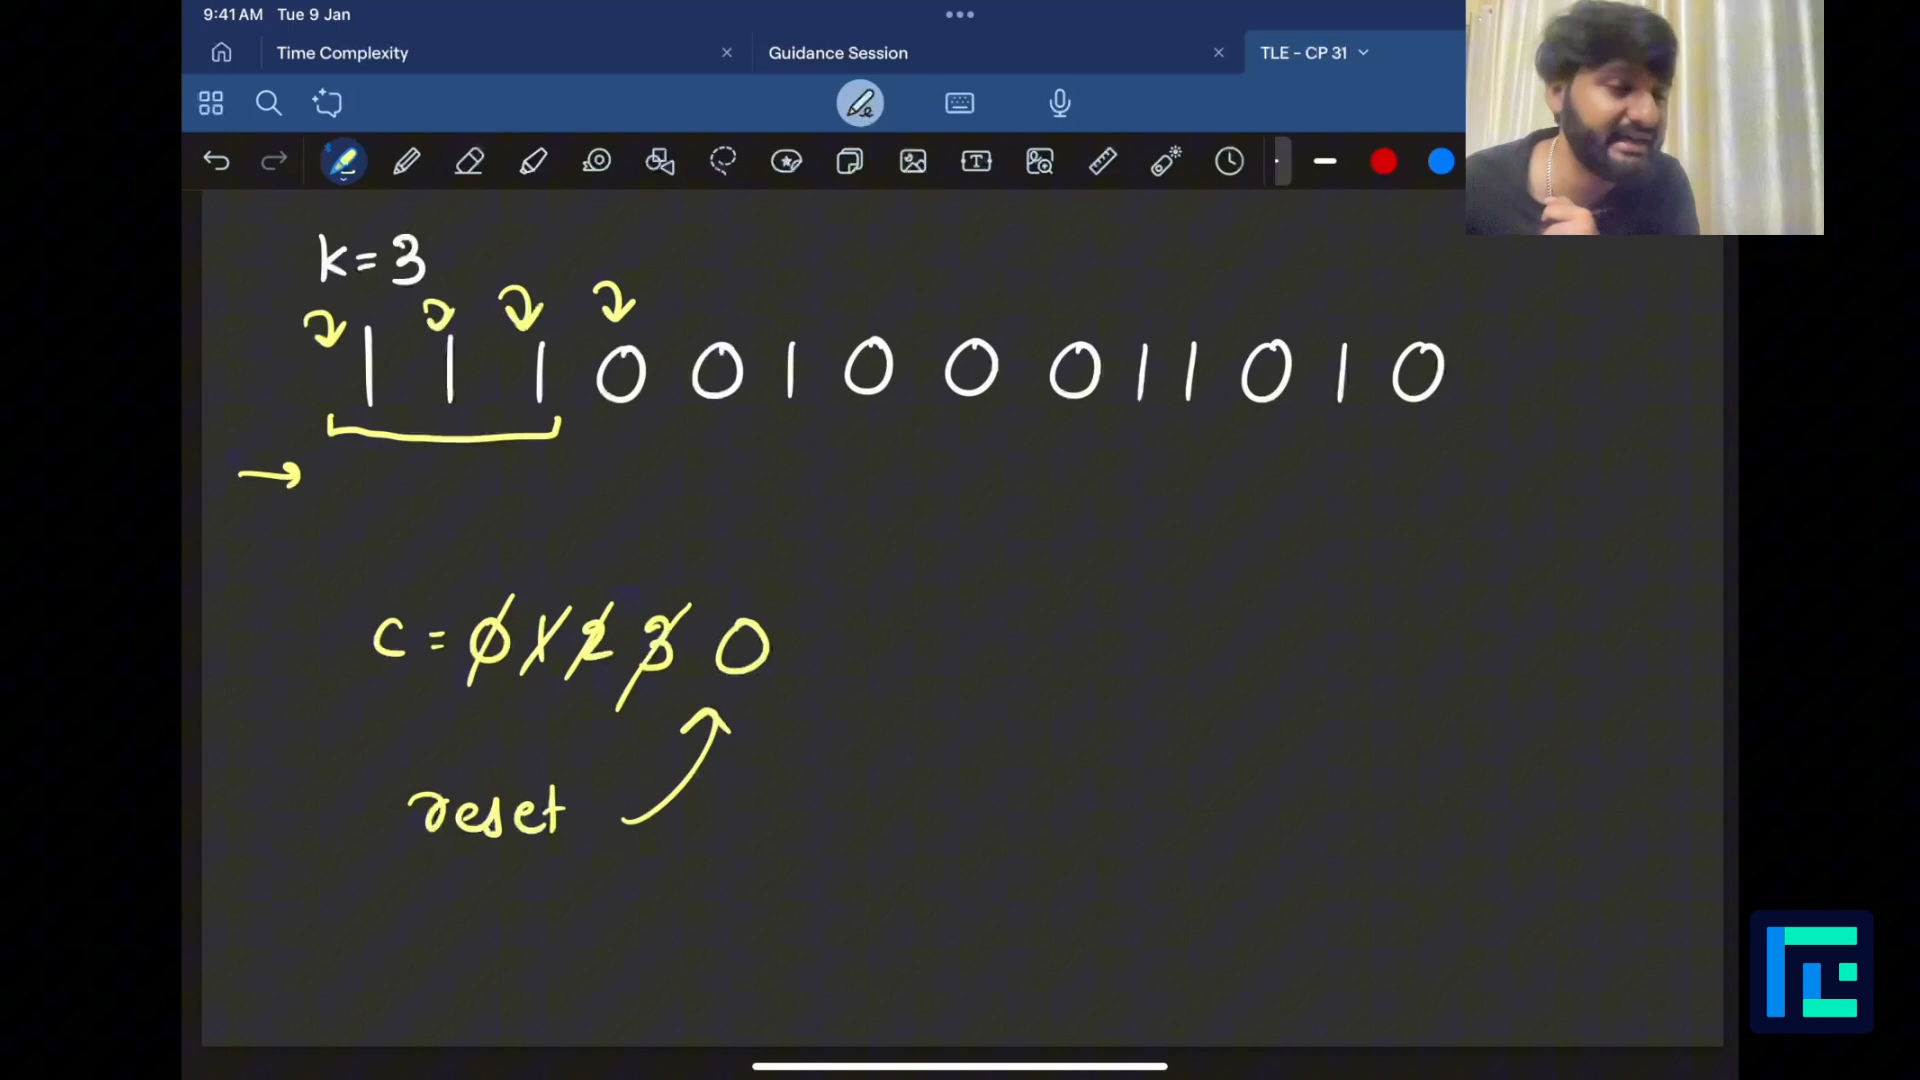 9:41 AM Tue 9 Jan
Time Complexity
Guidance Session
TLE - CP 31
k=3
1 1 1 0 0 1 0 0 0 1 1 0 1 0
c = 0 1 2 3 0
reset